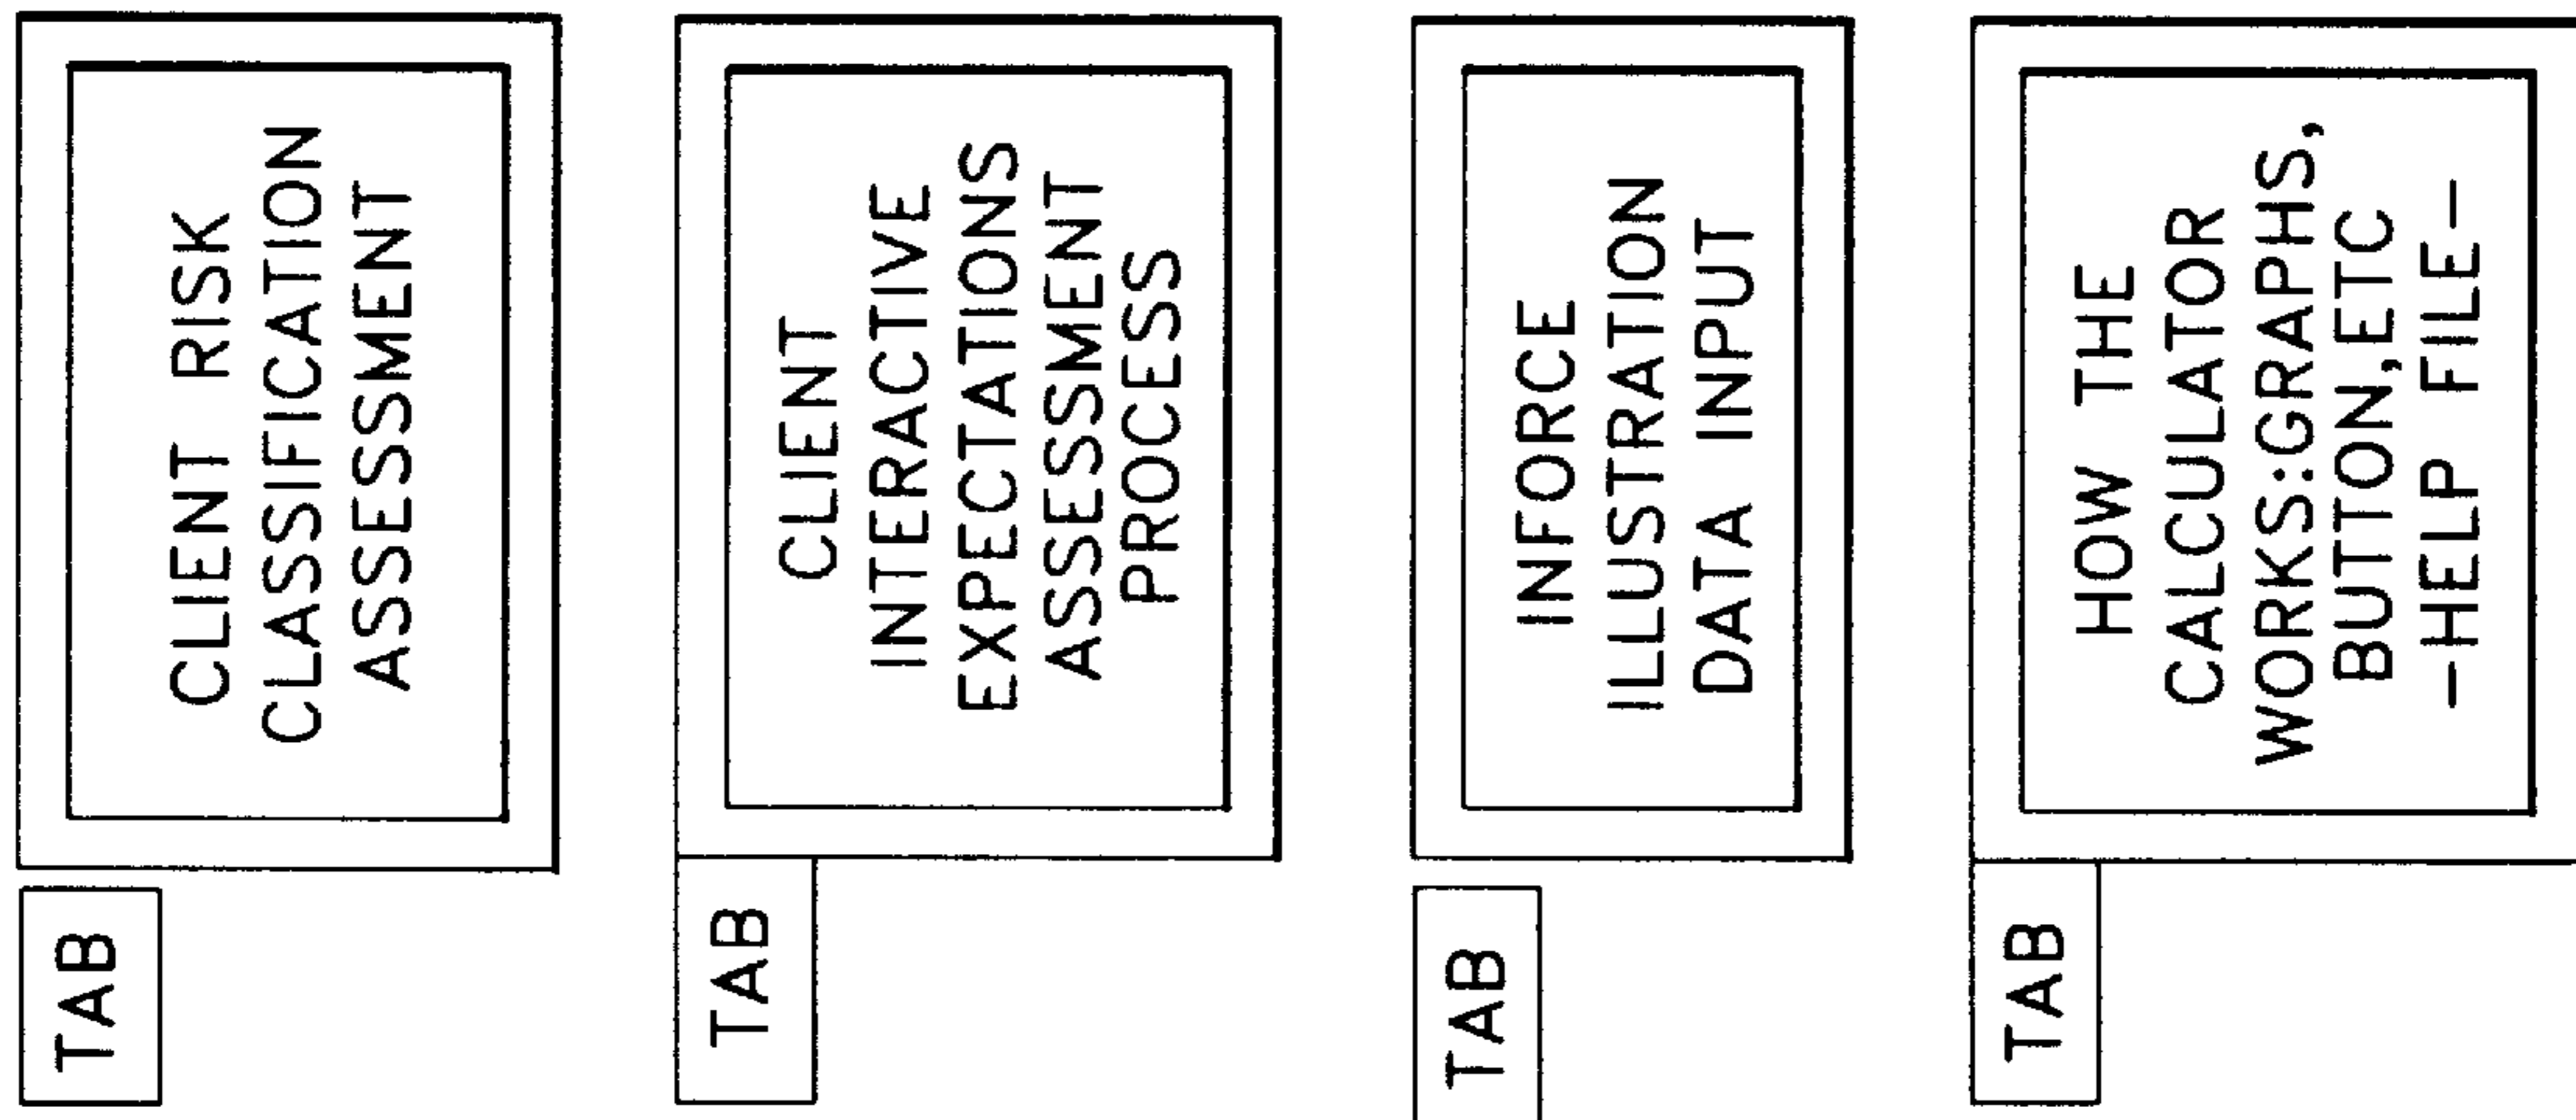 TAB
CLIENT RISK
CLASSIFICATION
ASSESSMENT
TAB
CLIENT
INTERACTIVE
EXPECTATIONS
ASSESSMENT
PROCESS
TAB
INFORCE
ILLUSTRATION
DATA INPUT
TAB
HOW THE
CALCULATOR
WORKS:GRAPHS,
BUTTON,ETC
-HELP FILE-